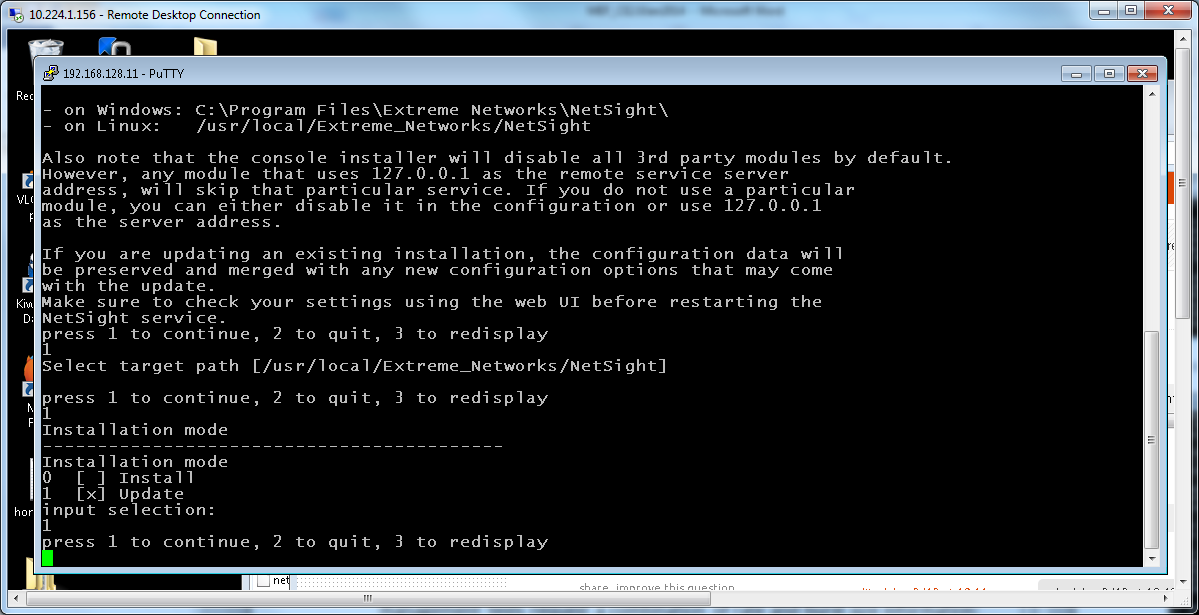 10.224.1.156 - Remote Desktop Connection
192.168.128.11 - PuTTY
- on Windows: C:\Program Files\Extreme Networks\NetSight\
- on Linux:   /usr/local/Extreme_Networks/NetSight
Also note that the console installer will disable all 3rd party modules by default.
However, any module that uses 127.0.0.1 as the remote service server
address, will skip that particular service. If you do not use a particular
module, you can either disable it in the configuration or use 127.0.0.1
as the server address.
If you are updating an existing installation, the configuration data will
be preserved and merged with any new configuration options that may come
with the update.
Make sure to check your settings using the web UI before restarting the
NetSight service.
press 1 to continue, 2 to quit, 3 to redisplay
1
Select target path [/usr/local/Extreme_Networks/NetSight]
press 1 to continue, 2 to quit, 3 to redisplay
1
Installation mode
-------------------------------------------
Installation mode
0  [ ] Install
1  [x] Update
input selection:
1
press 1 to continue, 2 to quit, 3 to redisplay
net
share improve this question